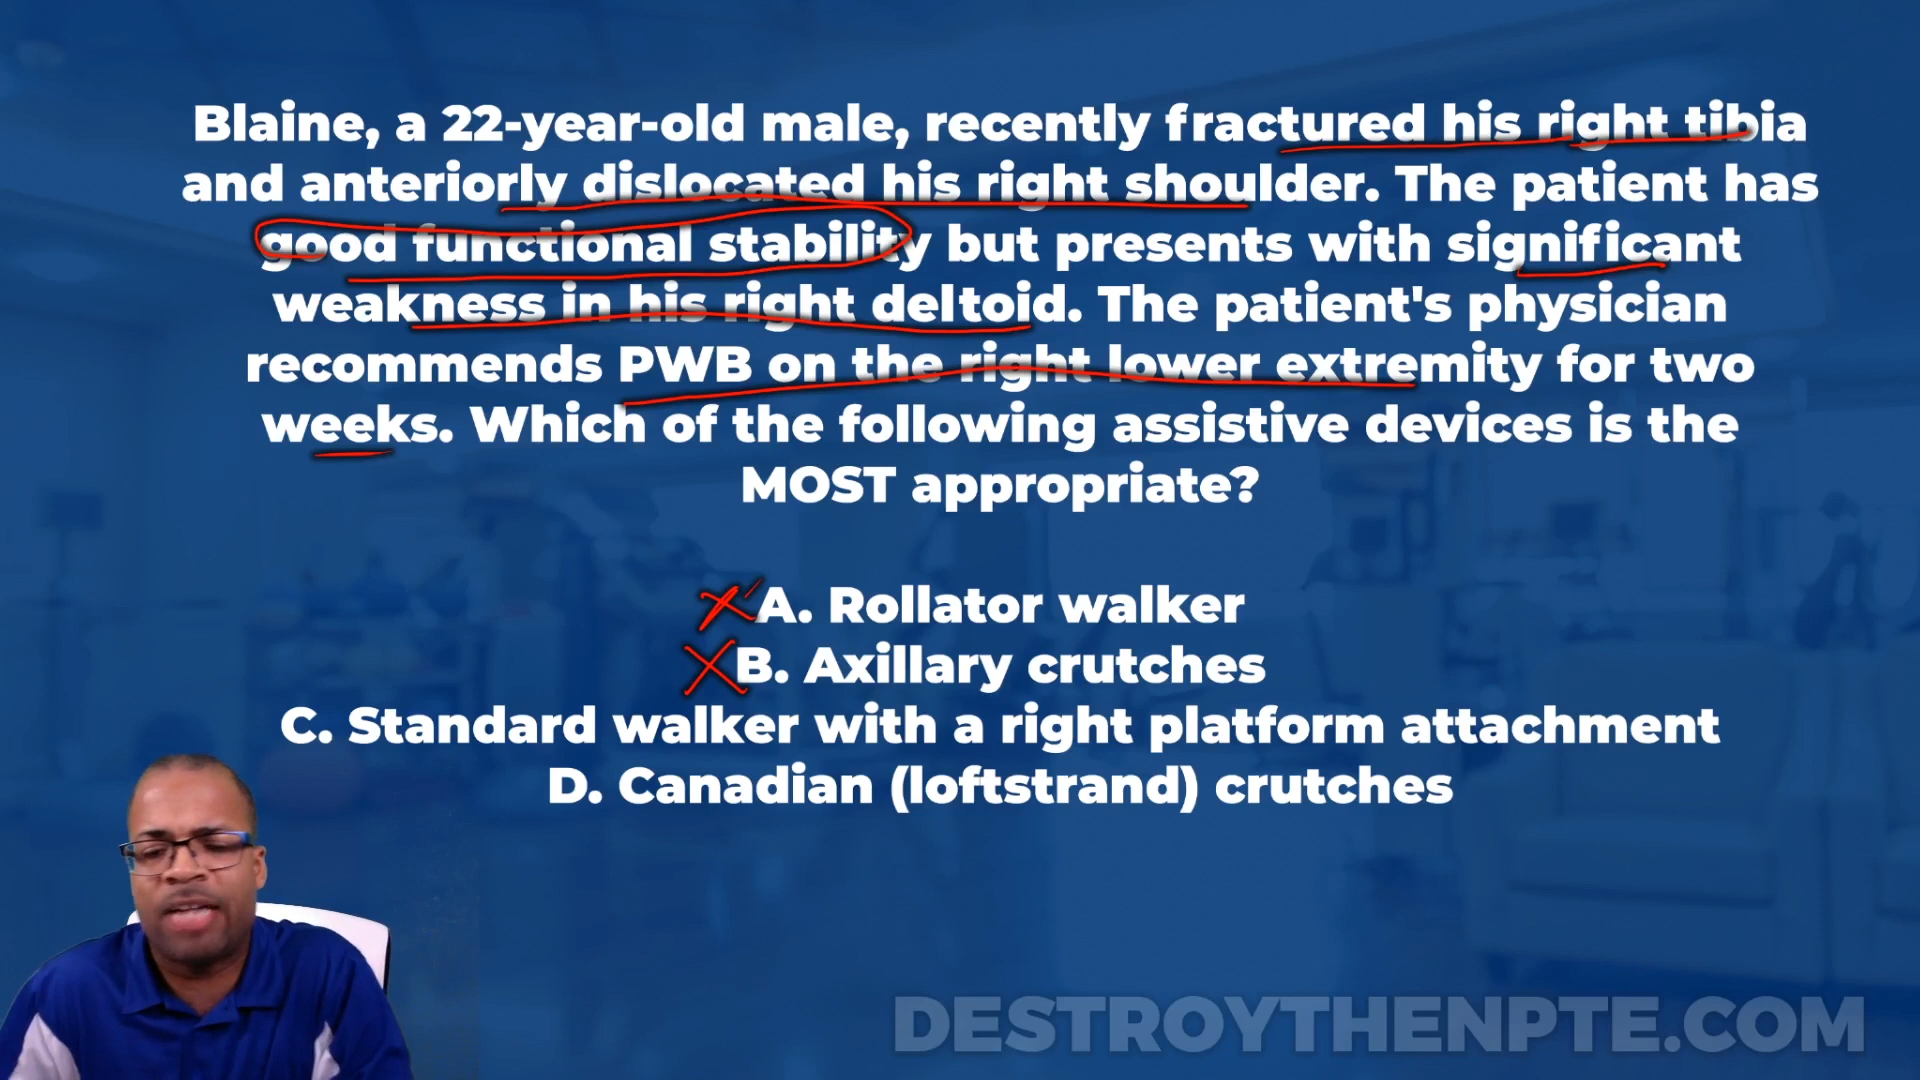 Blaine, a 22-year-old male, recently fractured his right tibia
and anteriorly dislocated his right shoulder. The patient has
good functional stability but presents with significant
weakness in his right deltoid. The patient's physician
recommends PWB on the right lower extremity for two
weeks. Which of the following assistive devices is the
MOST appropriate?
A. Rollator walker
B. Axillary crutches
C. Standard walker with a right platform attachment
D. Canadian (loftstrand) crutches
DESTROYTHENPTE.COM